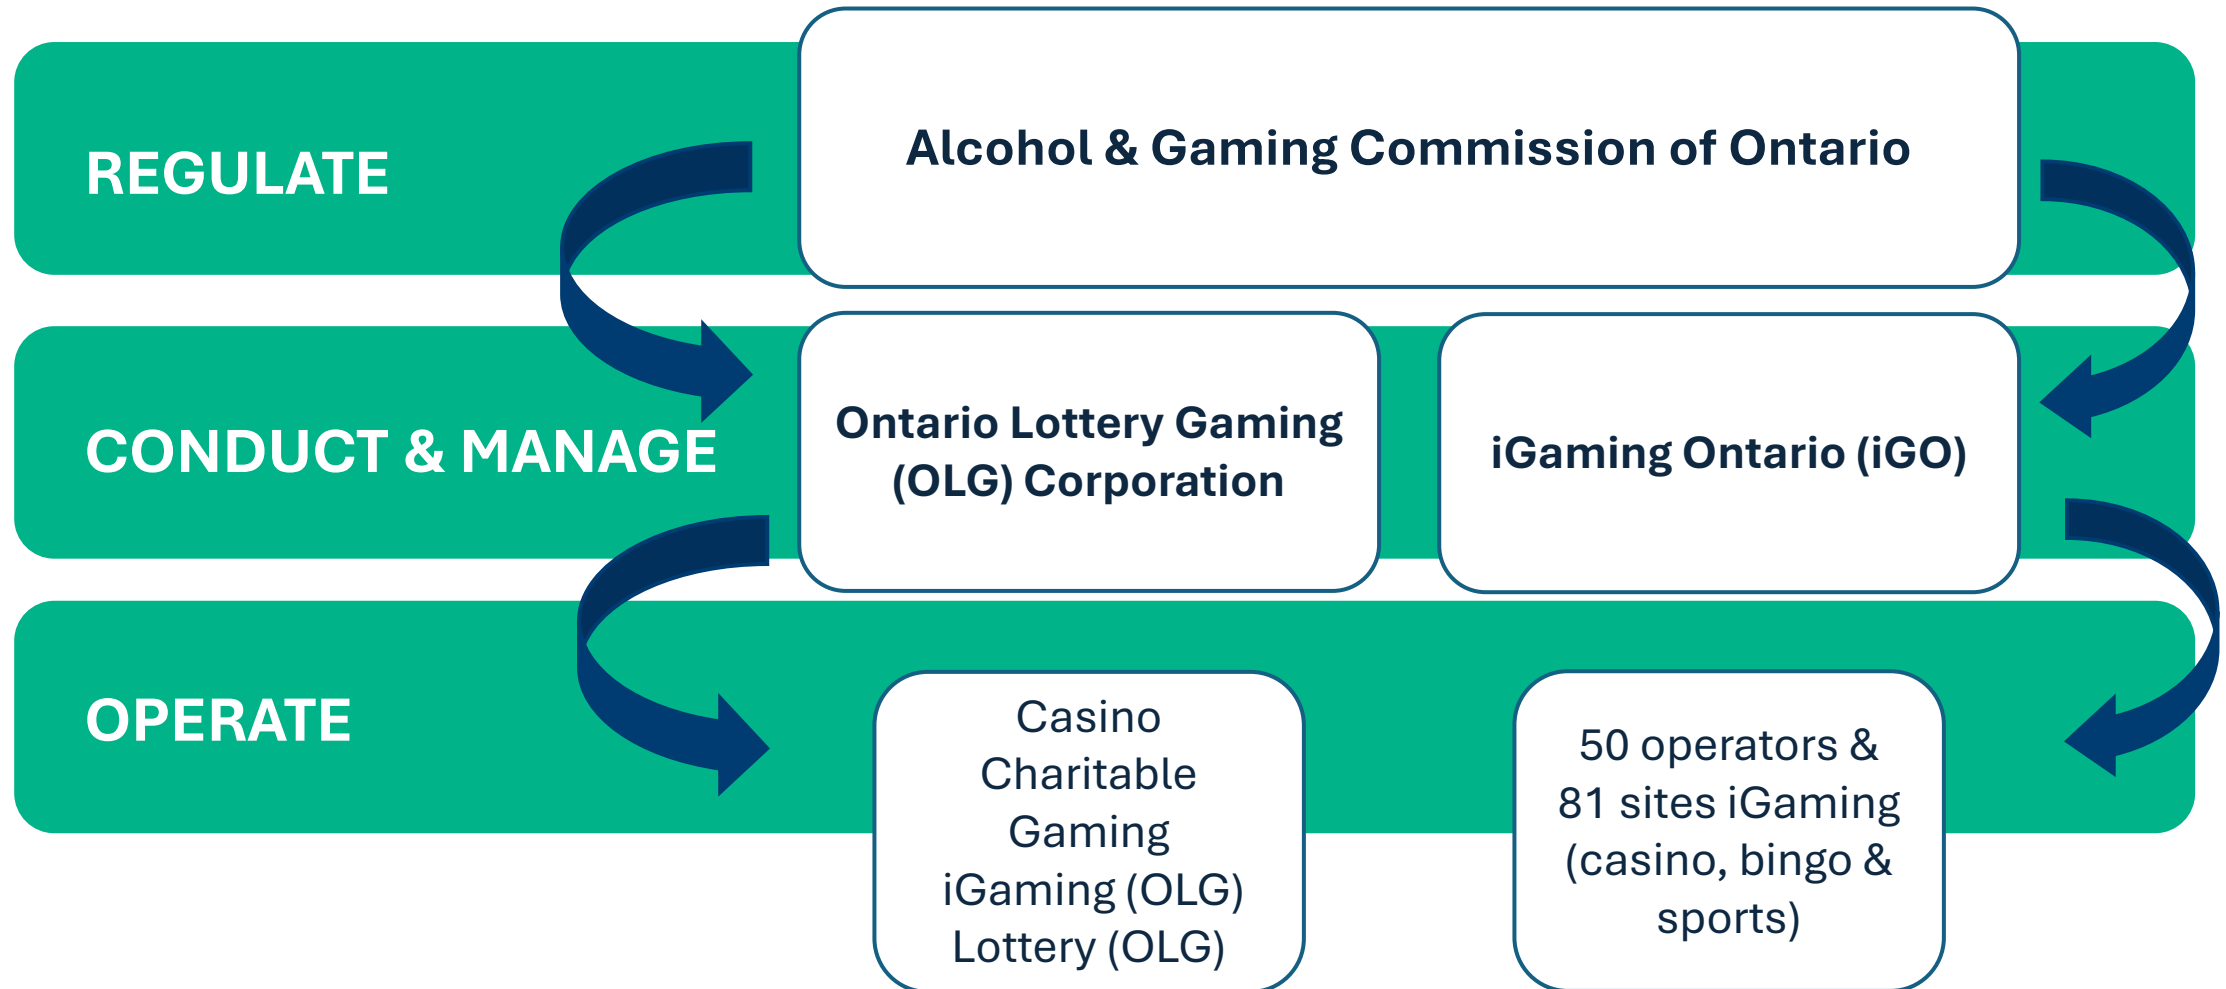 REGULATE
Alcohol & Gaming Commission of Ontario
CONDUCT & MANAGE
Ontario Lottery Gaming
(OLG) Corporation
iGaming Ontario (iGO)
OPERATE
Casino
Charitable
Gaming
iGaming (OLG)
Lottery (OLG)
50 operators &
81 sites iGaming
(casino, bingo &
sports)